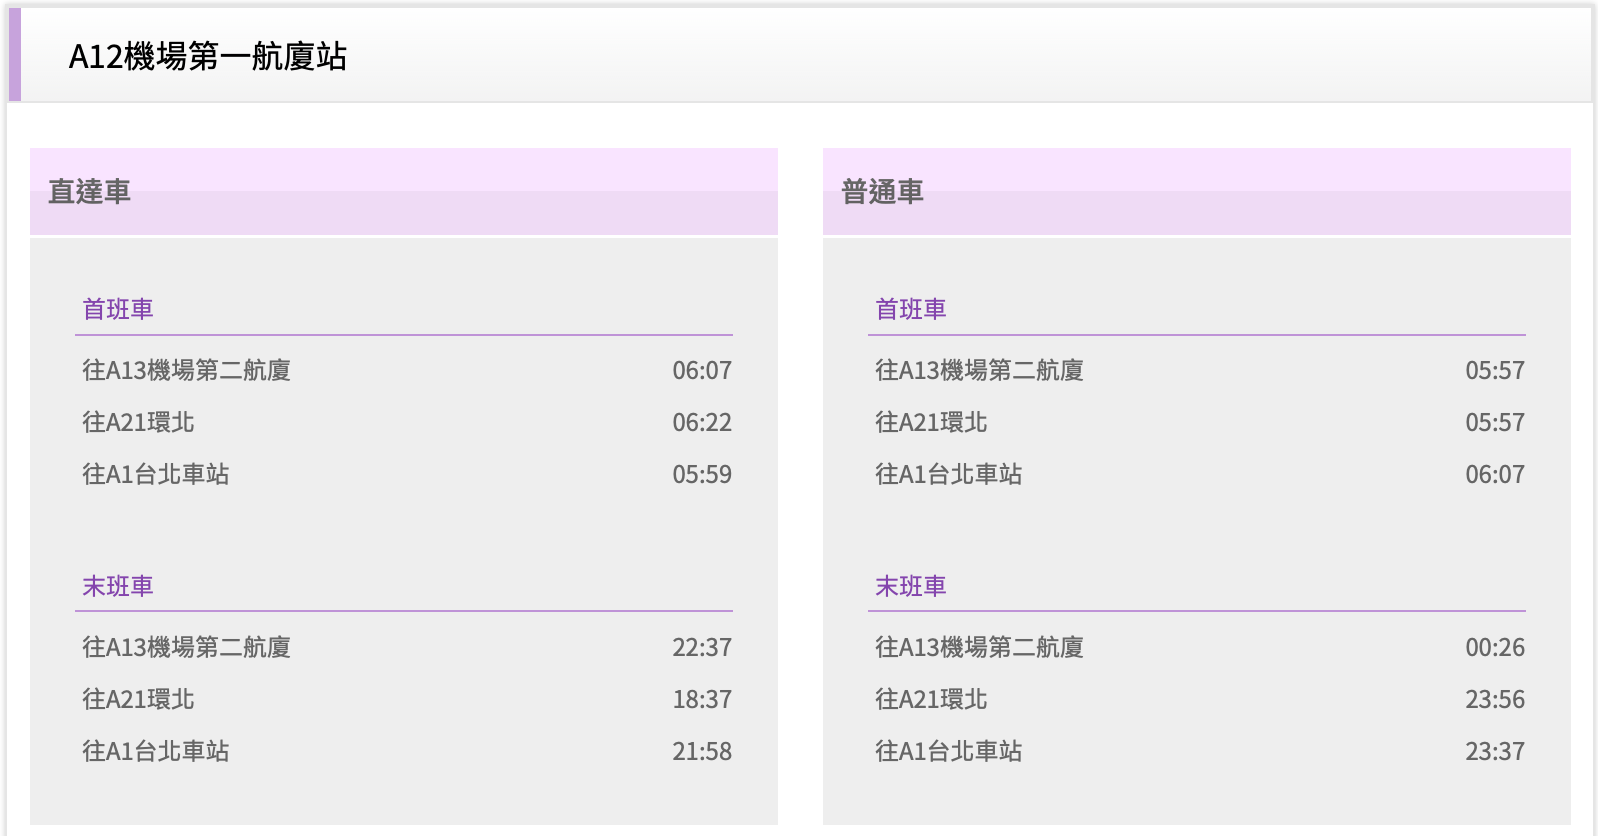 A12機場第一航廈站
直達車
首班車
往A13機場第二航廈 06:07
往A21環北 06:22
往A1台北車站 05:59
末班車
往A13機場第二航廈 22:37
往A21環北 18:37
往A1台北車站 21:58
普通車
首班車
往A13機場第二航廈 05:57
往A21環北 05:57
往A1台北車站 06:07
末班車
往A13機場第二航廈 00:26
往A21環北 23:56
往A1台北車站 23:37